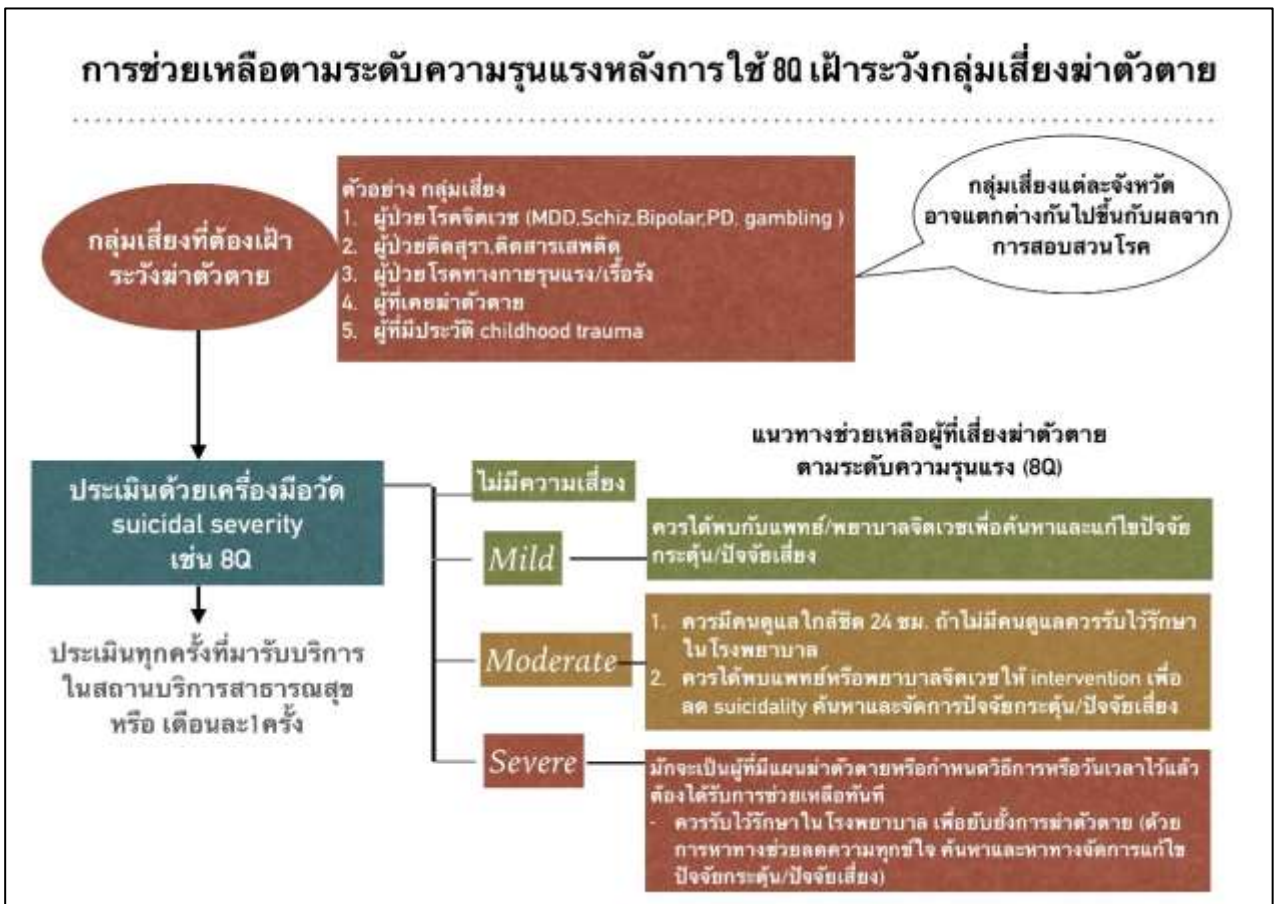 การช่วยเหลือตามระดับความรุนแรงหลังการใช้ 8Q เฝ้าระวังกลุ่มเสี่ยงฆ่าตัวตาย
กลุ่มเสี่ยงที่ต้องเฝ้า
ระวังฆ่าตัวตาย
ตัวอย่าง กลุ่มเสี่ยง
1. ผู้ป่วยโรคจิตเวช (MDD,Schiz,Bipolar,PD, gambling )
2. ผู้ป่วยติดสุรา,ติดสารเสพติด
3. ผู้ป่วยโรคทางกายรุนแรง/เรื้อรัง
4. ผู้ที่เคยฆ่าตัวตาย
5. ผู้ที่มีประวัติ childhood trauma
กลุ่มเสี่ยงแต่ละจังหวัด
อาจแตกต่างกันไปขึ้นกับผลจาก
การสอบสวนโรค
ประเมินด้วยเครื่องมือวัด
suicidal severity
เช่น 8Q
ประเมินทุกครั้งที่มารับบริการ
ในสถานบริการสาธารณสุข
หรือ เดือนละ1ครั้ง
แนวทางช่วยเหลือผู้ที่เสี่ยงฆ่าตัวตาย
ตามระดับความรุนแรง (8Q)
ไม่มีความเสี่ยง
Mild
ควรได้พบกับแพทย์/พยาบาลจิตเวชเพื่อค้นหาและแก้ไขปัจจัย
กระตุ้น/ปัจจัยเสี่ยง
Moderate
1. ควรมีคนดูแลใกล้ชิด 24 ชม. ถ้าไม่มีคนดูแลควรรับไว้รักษา
ในโรงพยาบาล
2. ควรได้พบแพทย์หรือพยาบาลจิตเวชให้ intervention เพื่อ
ลด suicidality ค้นหาและจัดการปัจจัยกระตุ้น/ปัจจัยเสี่ยง
Severe
มักจะเป็นผู้ที่มีแผนฆ่าตัวตายหรือกำหนดวิธีการหรือวันเวลาไว้แล้ว
ต้องได้รับการช่วยเหลือทันที
- ควรรับไว้รักษาในโรงพยาบาล เพื่อยับยั้งการฆ่าตัวตาย (ด้วย
การหาทางช่วยลดความทุกข์ใจ ค้นหาและหาทางจัดการแก้ไข
ปัจจัยกระตุ้น/ปัจจัยเสี่ยง)